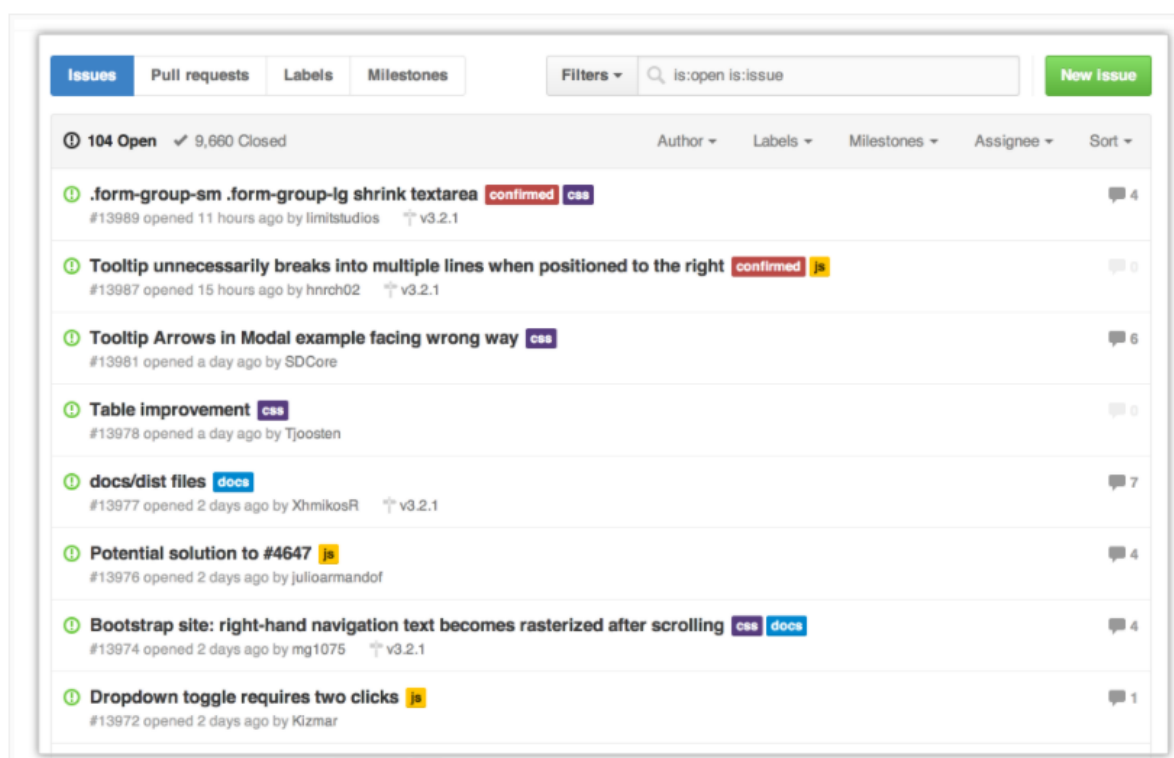 Issues Pull requests Labels Milestones Filters is:open is:issue New issue
104 Open 9,660 Closed Author Labels Milestones Assignee Sort
.form-group-sm .form-group-lg shrink textarea confirmed css 4
#13989 opened 11 hours ago by limitstudios v3.2.1
Tooltip unnecessarily breaks into multiple lines when positioned to the right confirmed js 0
#13987 opened 15 hours ago by hnrch02 v3.2.1
Tooltip Arrows in Modal example facing wrong way css 6
#13981 opened a day ago by SDCore
Table improvement css 0
#13978 opened a day ago by Tjoosten
docs/dist files docs 7
#13977 opened 2 days ago by XhmikosR v3.2.1
Potential solution to #4647 js 4
#13976 opened 2 days ago by julioarmandof
Bootstrap site: right-hand navigation text becomes rasterized after scrolling css docs 4
#13974 opened 2 days ago by mg1075 v3.2.1
Dropdown toggle requires two clicks js 1
#13972 opened 2 days ago by Kizmar